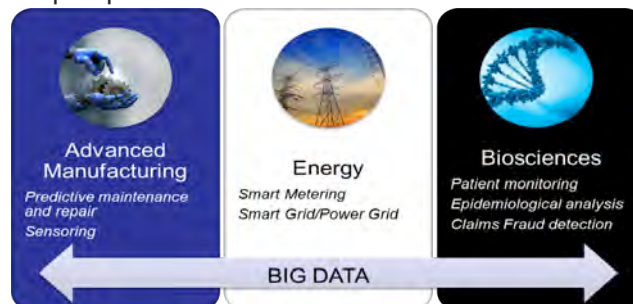 Advanced
Manufacturing
Predictive maintenance
and repair
Sensoring
Energy
Smart Metering
Smart Grid/Power Grid
Biosciences
Patient monitoring
Epidemiological analysis
Claims Fraud detection
BIG DATA